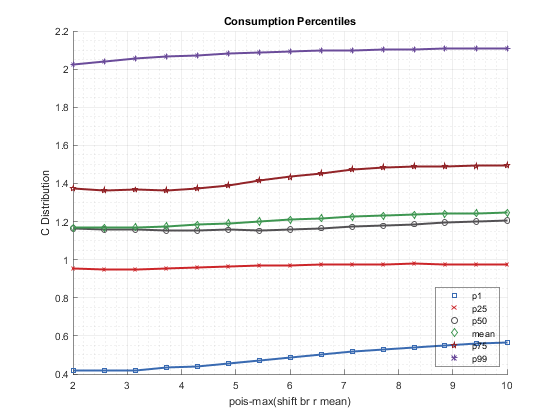 Consumption Percentiles
C Distribution
2.2
2
1.8
1.6
1.4
1.2
1
0.8
0.6
0.4
2 3 4 5 6 7 8 9 10
pois-max(shift br r mean)
p1
p25
p50
mean
p75
p99